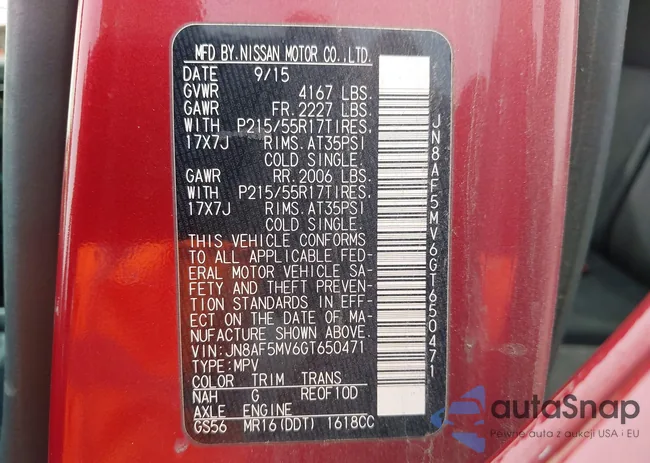 MFD BY. NISSAN MOTOR CO., LTD.
DATE 9/15
GVWR 4167 LBS.
GAWR FR. 2227 LBS.
WITH P215/55R17TIRES.
17X7J RIMS. AT35PSI
COLD SINGLE.
GAWR RR. 2006 LBS.
WITH P215/55R17TIRES.
17X7J RIMS. AT35PSI
COLD SINGLE.
THIS VEHICLE CONFORMS
TO ALL APPLICABLE FED-
ERAL MOTOR VEHICLE SA-
FETY AND THEFT PREVEN-
TION STANDARDS IN EFF-
ECT ON THE DATE OF MA-
NUFACTURE SHOWN ABOVE.
VIN: JN8AF5MV6GT650471
TYPE: MPV
COLOR TRIM TRANS
NAH G RE0F10D
AXLE ENGINE
GS56 MR16(DDT) 1618CC
JN8AF5MV6GT650471
autoSnap
Pewne auto z aukcji USA i EU